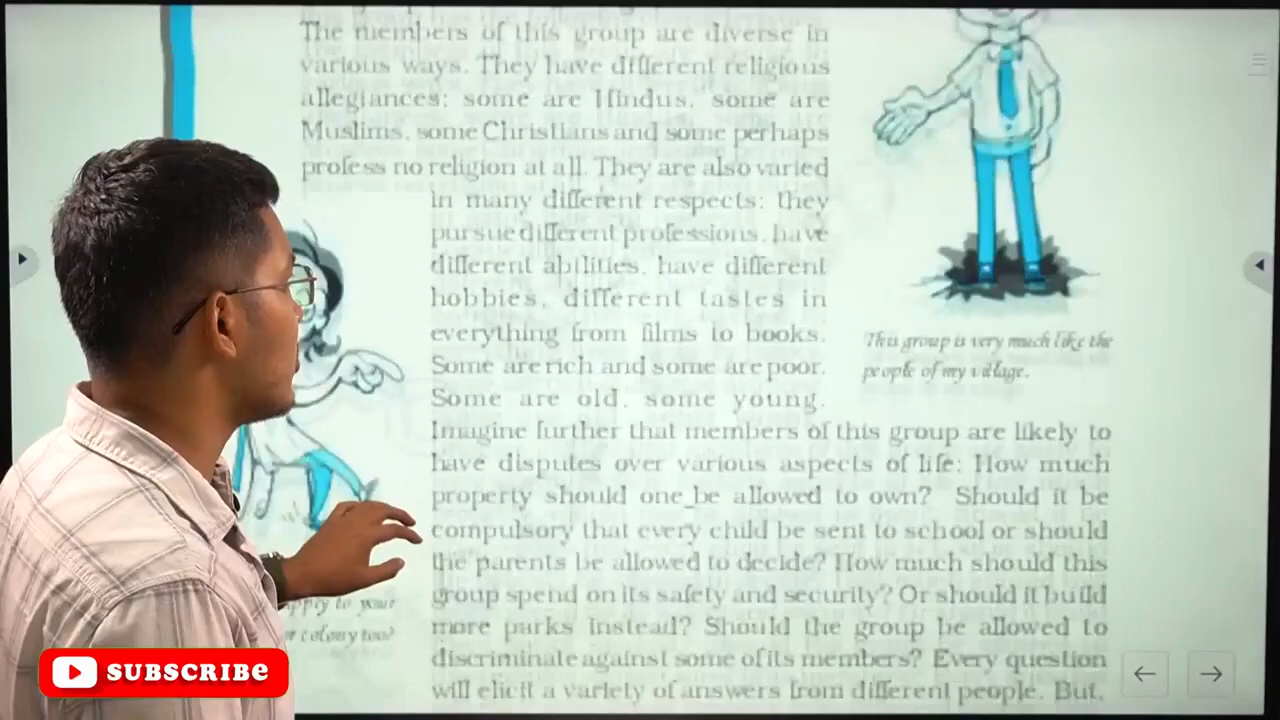 The members of this group are diverse in
various ways. They have different religious
allegiances: some are Hindus, some are
Muslims, some Christians and some perhaps
profess no religion at all. They are also varied
in many different respects: they
pursue different professions, have
different abilities, have different
hobbies, different tastes in
everything from films to books.
Some are rich and some are poor.
Some are old, some young.
Imagine further that members of this group are likely to
have disputes over various aspects of life: How much
property should one be allowed to own? Should it be
compulsory that every child be sent to school or should
the parents be allowed to decide? How much should this
group spend on its safety and security? Or should it build
more parks instead? Should the group be allowed to
discriminate against some of its members? Every question
will elicit a variety of answers from different people. But,
This group is very much like the
people of my village.
apply to your
or colony too?
SUBSCRIBE